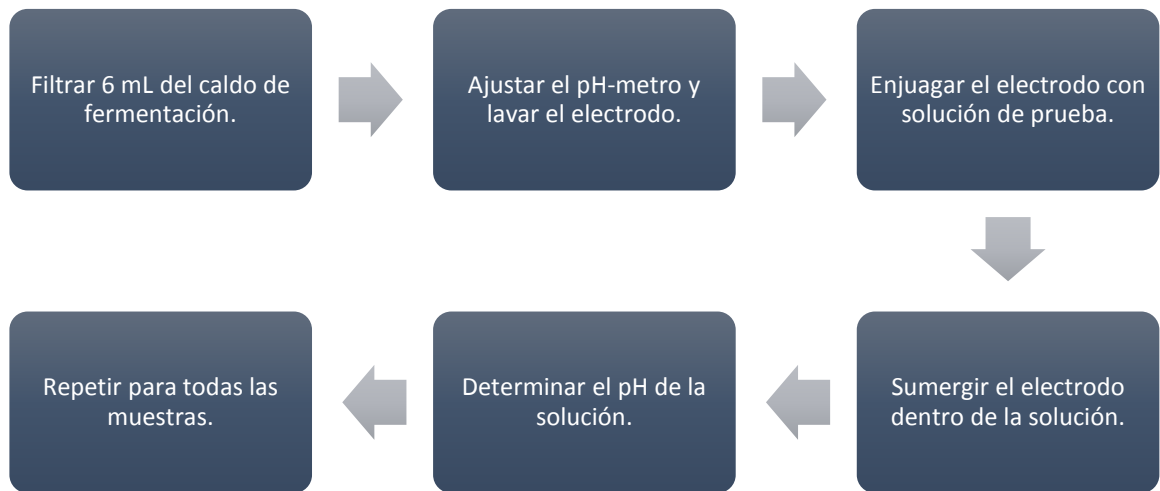 Filtrar 6 mL del caldo de
fermentación.
Ajustar el pH-metro y
lavar el electrodo.
Enjuagar el electrodo con
solución de prueba.
Sumergir el electrodo
dentro de la solución.
Determinar el pH de la
solución.
Repetir para todas las
muestras.